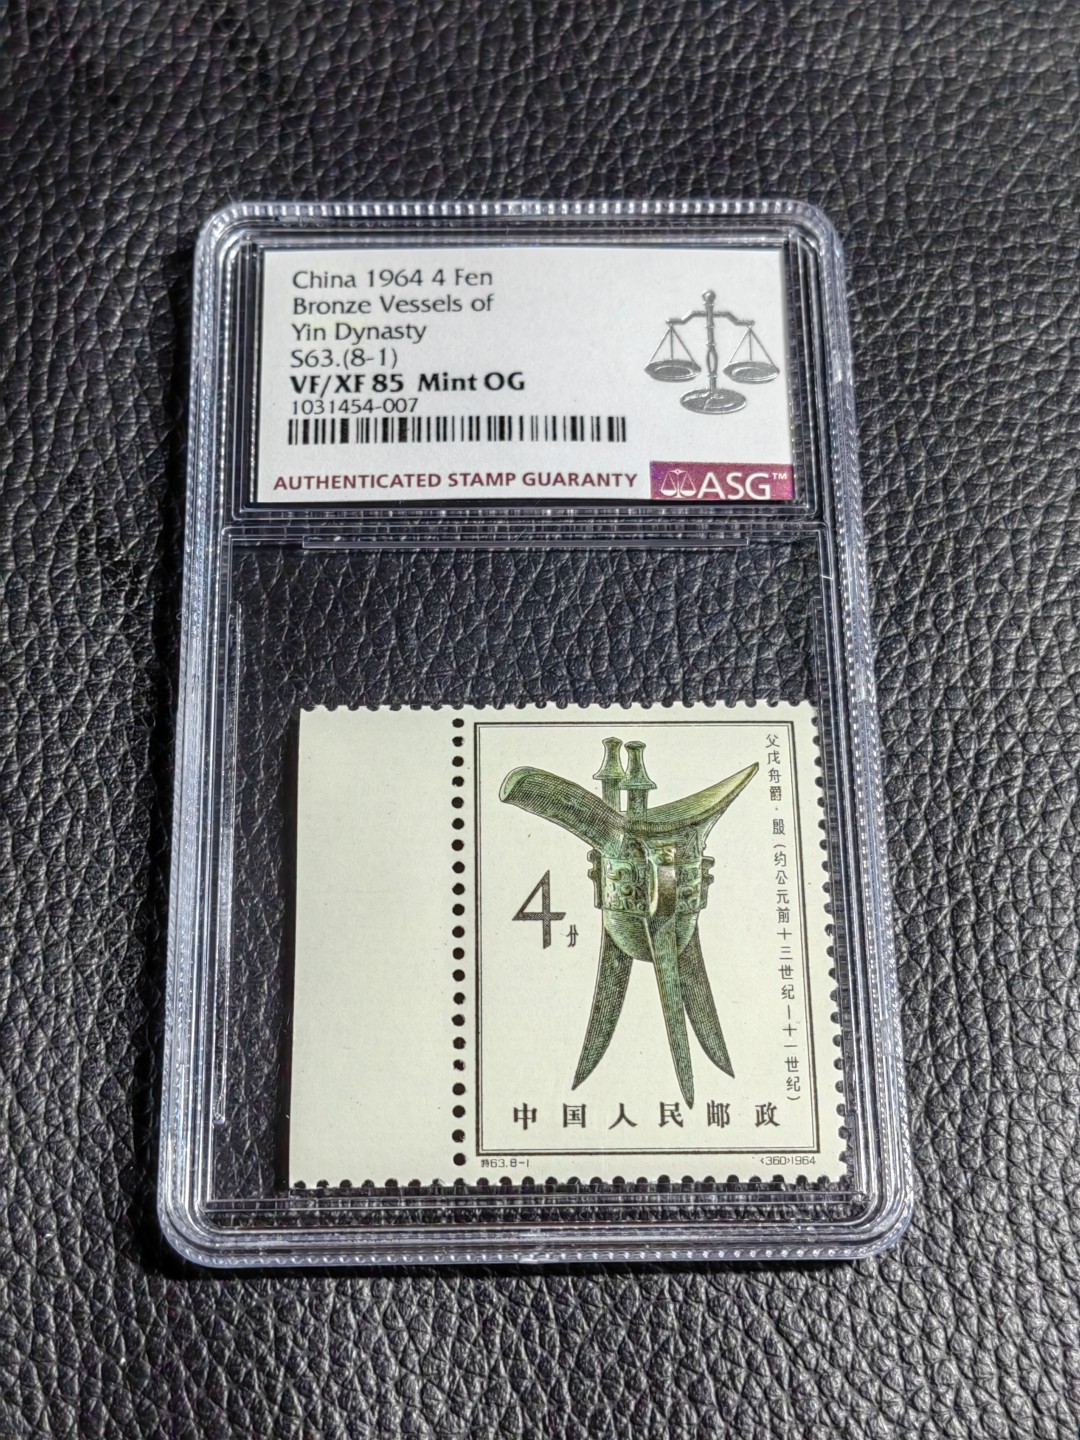 China 1964 4 Fen
Bronze Vessels of
Yin Dynasty
S63.(8-1)
VF/XF 85 Mint OG
1031454-007
AUTHENTICATED STAMP GUARANTY
ASG™
父戊舟爵·殷(约公元前十三世纪—十一世纪)
4分
中国人民邮政
特63.8-1
<360>1964